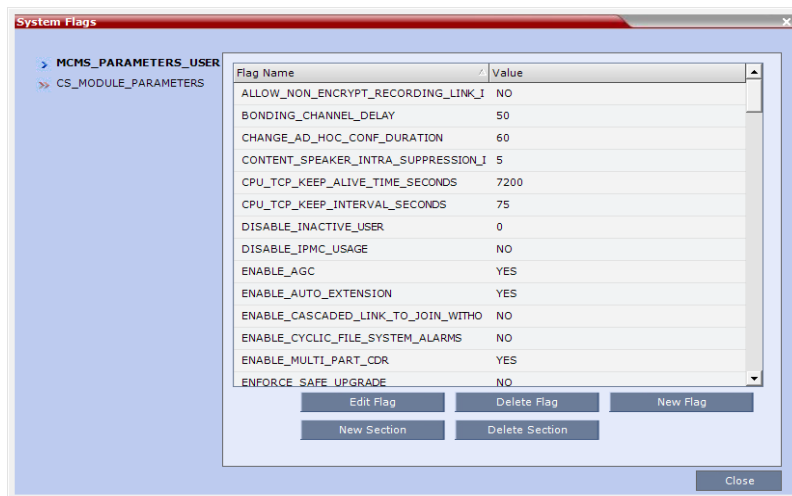 System Flags
MCMS_PARAMETERS_USER
CS_MODULE_PARAMETERS
Flag Name Value
ALLOW_NON_ENCRYPT_RECORDING_LINK_I NO
BONDING_CHANNEL_DELAY 50
CHANGE_AD_HOC_CONF_DURATION 60
CONTENT_SPEAKER_INTRA_SUPPRESSION_I 5
CPU_TCP_KEEP_ALIVE_TIME_SECONDS 7200
CPU_TCP_KEEP_INTERVAL_SECONDS 75
DISABLE_INACTIVE_USER 0
DISABLE_IPMC_USAGE NO
ENABLE_AGC YES
ENABLE_AUTO_EXTENSION YES
ENABLE_CASCADED_LINK_TO_JOIN_WITHO NO
ENABLE_CYCLIC_FILE_SYSTEM_ALARMS NO
ENABLE_MULTI_PART_CDR YES
ENFORCE_SAFE_UPGRADE NO
Edit Flag Delete Flag New Flag
New Section Delete Section
Close